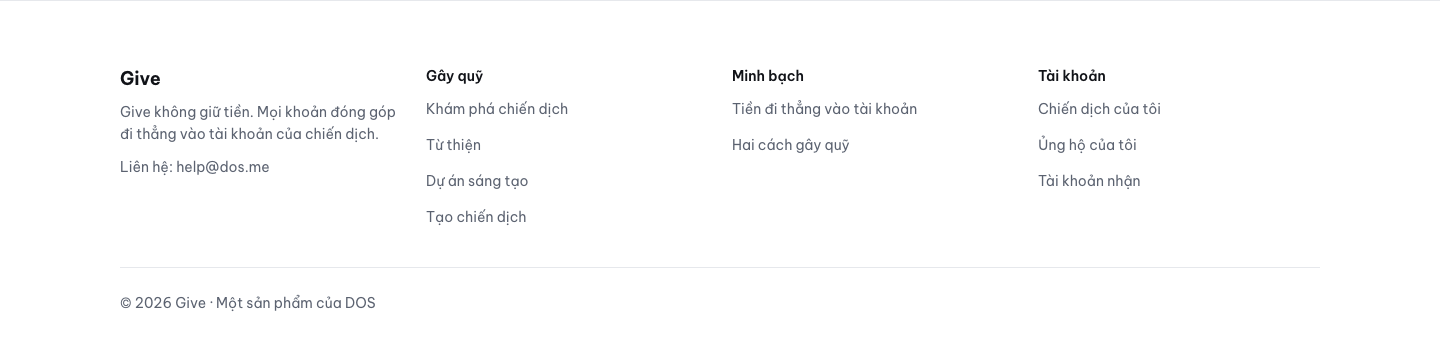 Give
Give không giữ tiền. Mọi khoản đóng góp
đi thẳng vào tài khoản của chiến dịch.
Liên hệ: help@dos.me
Gây quỹ
Khám phá chiến dịch
Từ thiện
Dự án sáng tạo
Tạo chiến dịch
Minh bạch
Tiền đi thẳng vào tài khoản
Hai cách gây quỹ
Tài khoản
Chiến dịch của tôi
Ủng hộ của tôi
Tài khoản nhận
© 2026 Give · Một sản phẩm của DOS